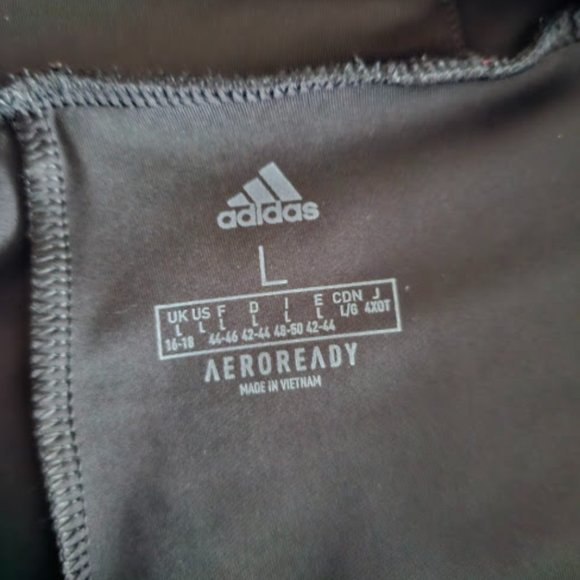 adidas
L
UK US F D I E CDN J
L L L L L L L/G 4XOT
16-18 44-46 42-44 48-50 42-44
AEROREADY
MADE IN VIETNAM